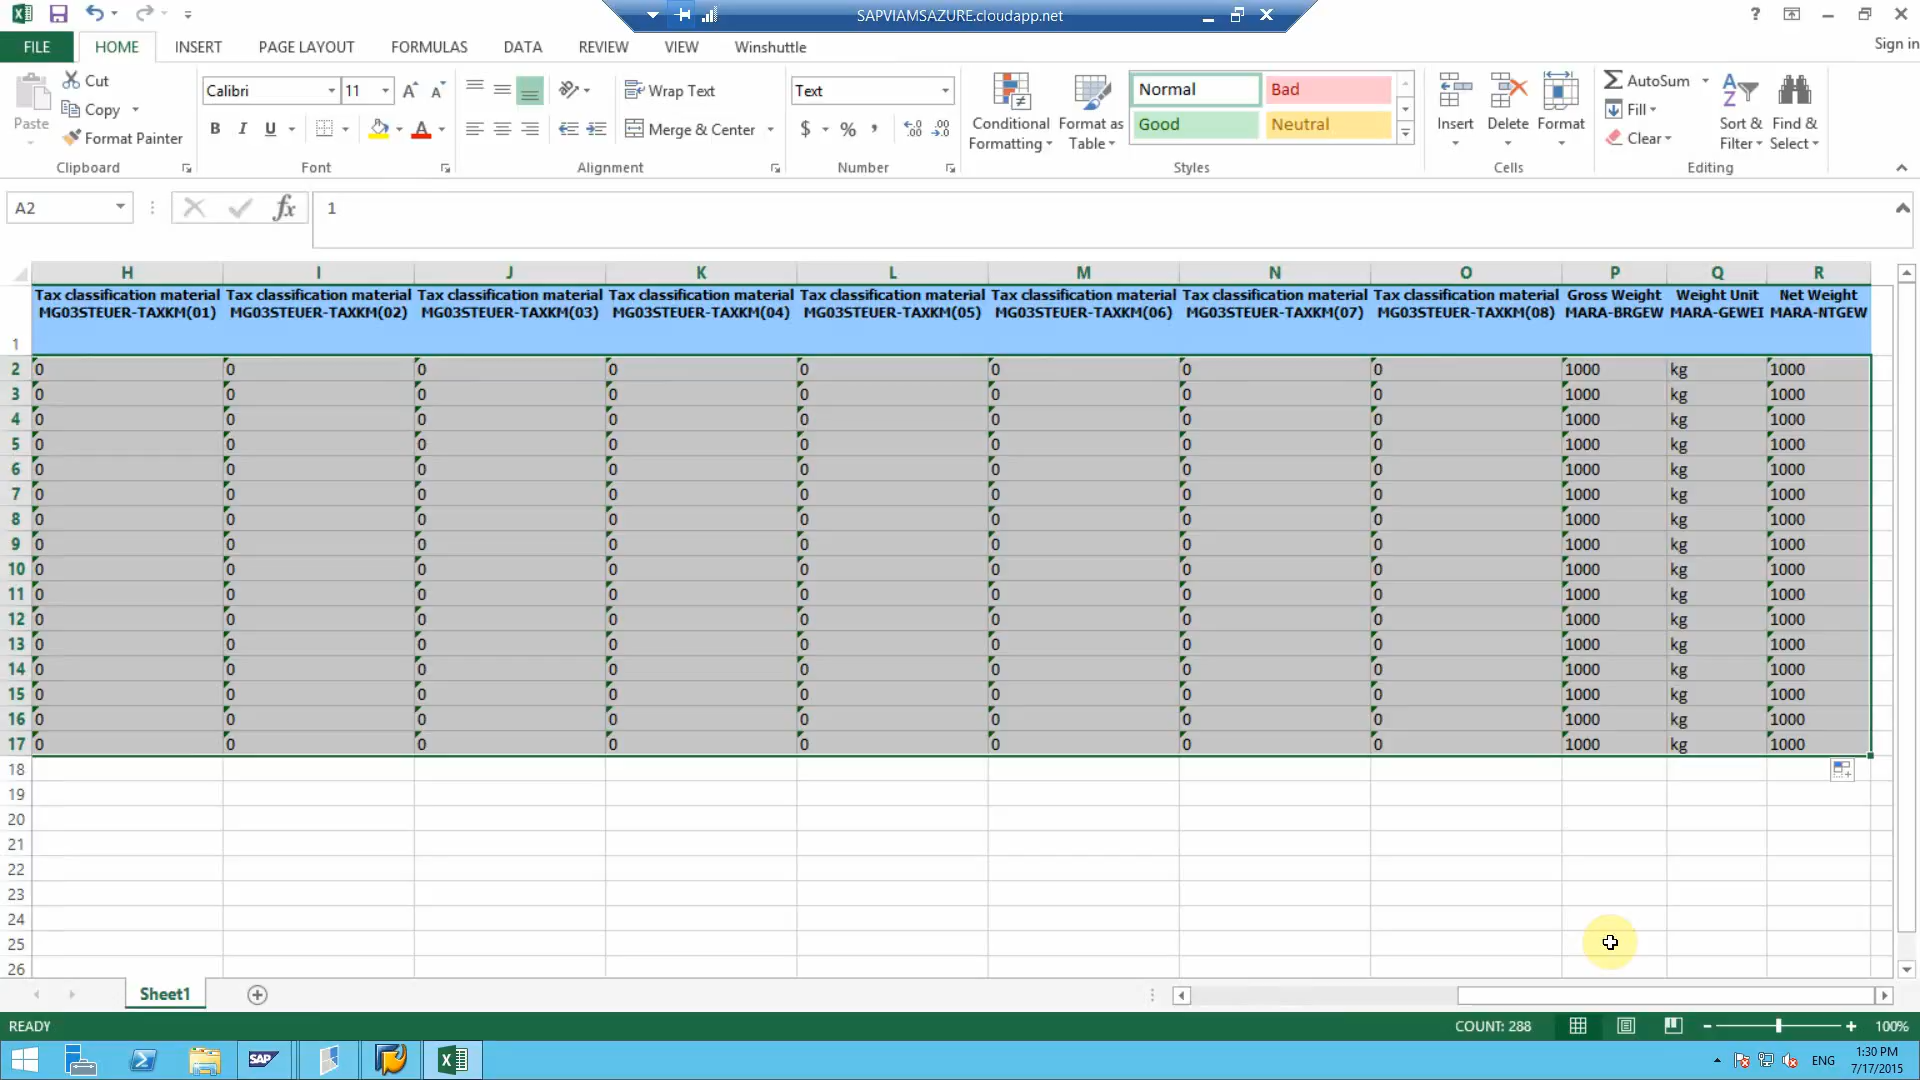 SAPVIAMSAZURE.cloudapp.net
?
Sign in
FILE HOME INSERT PAGE LAYOUT FORMULAS DATA REVIEW VIEW Winshuttle
Paste
Cut
Copy
Format Painter
Clipboard
Calibri 11
B I U
Font
Wrap Text
Merge & Center
Alignment
Text
$ % ,
Number
Conditional Formatting
Format as Table
Normal Bad
Good Neutral
Styles
Insert Delete Format
Cells
AutoSum
Fill
Clear
Sort & Filter
Find & Select
Editing
A2 fx 1
H I J K L M N O P Q R
Tax classification material Tax classification material Tax classification material Tax classification material Tax classification material Tax classification material Tax classification material Tax classification material Gross Weight Weight Unit Net Weight
MG03STEUER-TAXKM(01) MG03STEUER-TAXKM(02) MG03STEUER-TAXKM(03) MG03STEUER-TAXKM(04) MG03STEUER-TAXKM(05) MG03STEUER-TAXKM(06) MG03STEUER-TAXKM(07) MG03STEUER-TAXKM(08) MARA-BRGEW MARA-GEWEI MARA-NTGEW
1
2 0 0 0 0 0 0 0 0 1000 kg 1000
3 0 0 0 0 0 0 0 0 1000 kg 1000
4 0 0 0 0 0 0 0 0 1000 kg 1000
5 0 0 0 0 0 0 0 0 1000 kg 1000
6 0 0 0 0 0 0 0 0 1000 kg 1000
7 0 0 0 0 0 0 0 0 1000 kg 1000
8 0 0 0 0 0 0 0 0 1000 kg 1000
9 0 0 0 0 0 0 0 0 1000 kg 1000
10 0 0 0 0 0 0 0 0 1000 kg 1000
11 0 0 0 0 0 0 0 0 1000 kg 1000
12 0 0 0 0 0 0 0 0 1000 kg 1000
13 0 0 0 0 0 0 0 0 1000 kg 1000
14 0 0 0 0 0 0 0 0 1000 kg 1000
15 0 0 0 0 0 0 0 0 1000 kg 1000
16 0 0 0 0 0 0 0 0 1000 kg 1000
17 0 0 0 0 0 0 0 0 1000 kg 1000
18
19
20
21
22
23
24
25
26
Sheet1
READY COUNT: 288 100%
SAP ENG 1:30 PM
7/17/2015